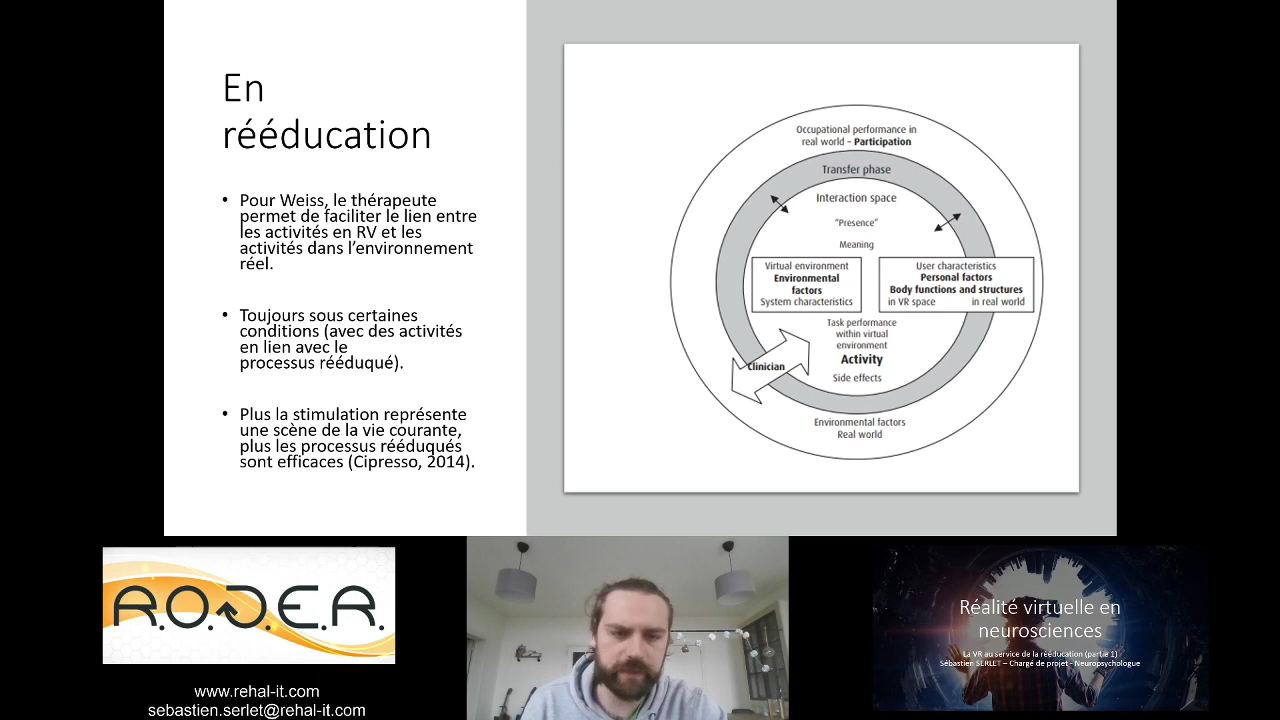 En
rééducation
• Pour Weiss, le thérapeute
permet de faciliter le lien entre
les activités en RV et les
activités dans l'environnement
réel.
• Toujours sous certaines
conditions (avec des activités
en lien avec le
processus rééduqué).
• Plus la stimulation représente
une scène de la vie courante,
plus les processus rééduqués
sont efficaces (Cipresso, 2014).
Occupational performance in
real world – Participation
Transfer phase
Interaction space
“Presence”
Meaning
Virtual environment
Environmental
factors
System characteristics
User characteristics
Personal factors
Body functions and structures
in VR space in real world
Task performance
within virtual
environment
Activity
Side effects
Clinician
Environmental factors
Real world
R.O.D.E.R.
www.rehal-it.com
sebastien.serlet@rehal-it.com
Réalité virtuelle en
neurosciences
La VR au service de la rééducation (partie 1)
Sébastien SERLET – Chargé de projet - Neuropsychologue